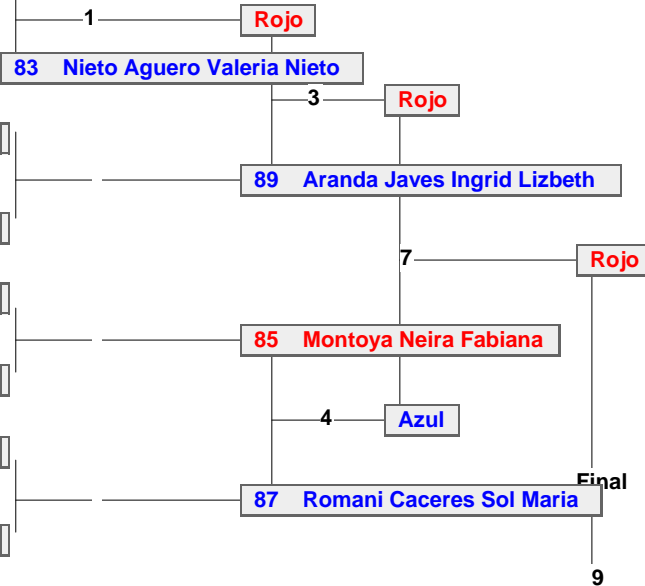 1 Rojo
83 Nieto Aguero Valeria Nieto
3 Rojo
89 Aranda Javes Ingrid Lizbeth
7 Rojo
85 Montoya Neira Fabiana
4 Azul
Final
87 Romani Caceres Sol Maria
9